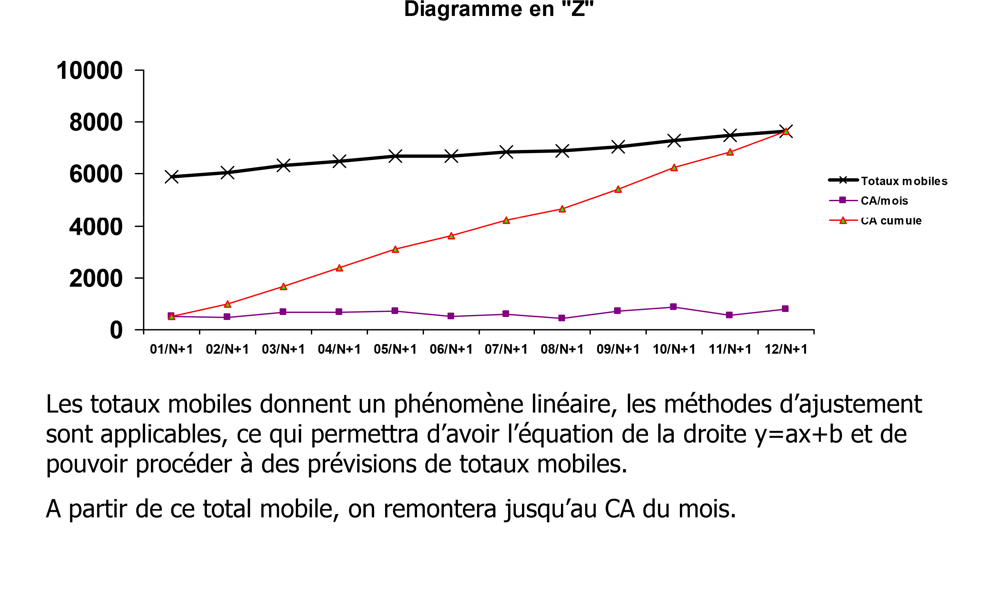 Diagramme en "Z"
10000
8000
6000
4000
2000
0
Totaux mobiles
CA/mois
CA cumule
01/N+1 02/N+1 03/N+1 04/N+1 05/N+1 06/N+1 07/N+1 08/N+1 09/N+1 10/N+1 11/N+1 12/N+1
Les totaux mobiles donnent un phénomène linéaire, les méthodes d’ajustement
sont applicables, ce qui permettra d’avoir l’équation de la droite y=ax+b et de
pouvoir procéder à des prévisions de totaux mobiles.
A partir de ce total mobile, on remontera jusqu’au CA du mois.